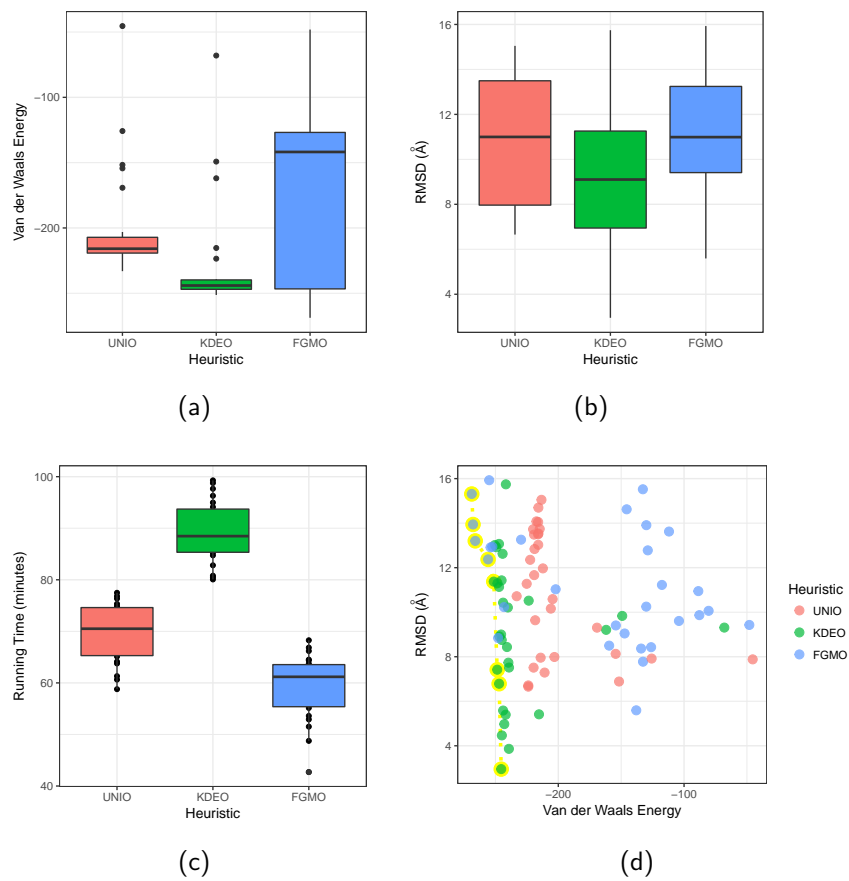 Van der Waals Energy
−100
−200
UNIO
KDEO
FGMO
Heuristic
(a)
RMSD (Å)
16
12
8
4
UNIO
KDEO
FGMO
Heuristic
(b)
Running Time (minutes)
100
80
60
40
UNIO
KDEO
FGMO
Heuristic
(c)
RMSD (Å)
16
12
8
4
−200
−100
Van der Waals Energy
Heuristic
UNIO
KDEO
FGMO
(d)